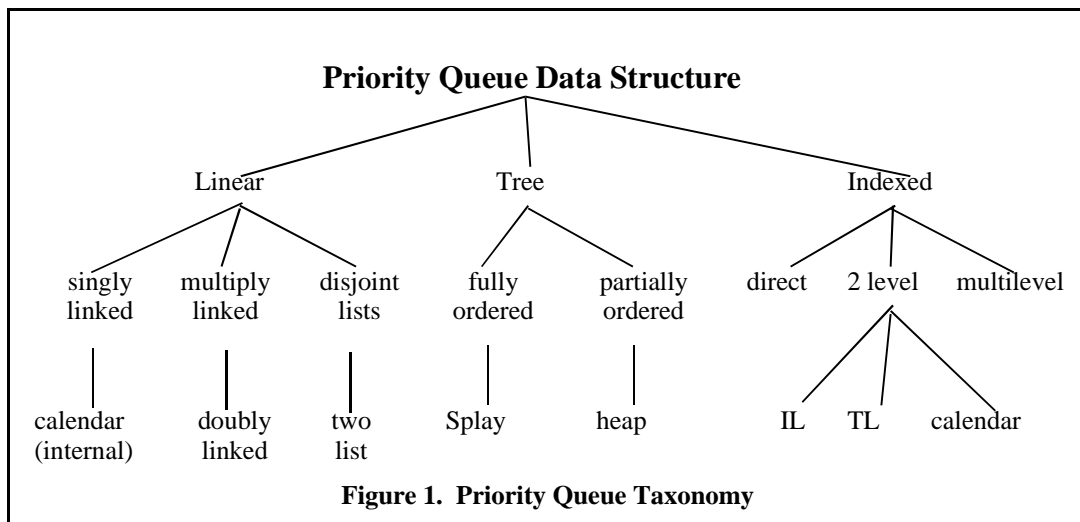 Priority Queue Data Structure
Linear Tree Indexed
singly linked
multiply linked
disjoint lists
fully ordered
partially ordered
direct
2 level
multilevel
calendar (internal)
doubly linked
two list
Splay
heap
IL
TL
calendar
Figure 1. Priority Queue Taxonomy